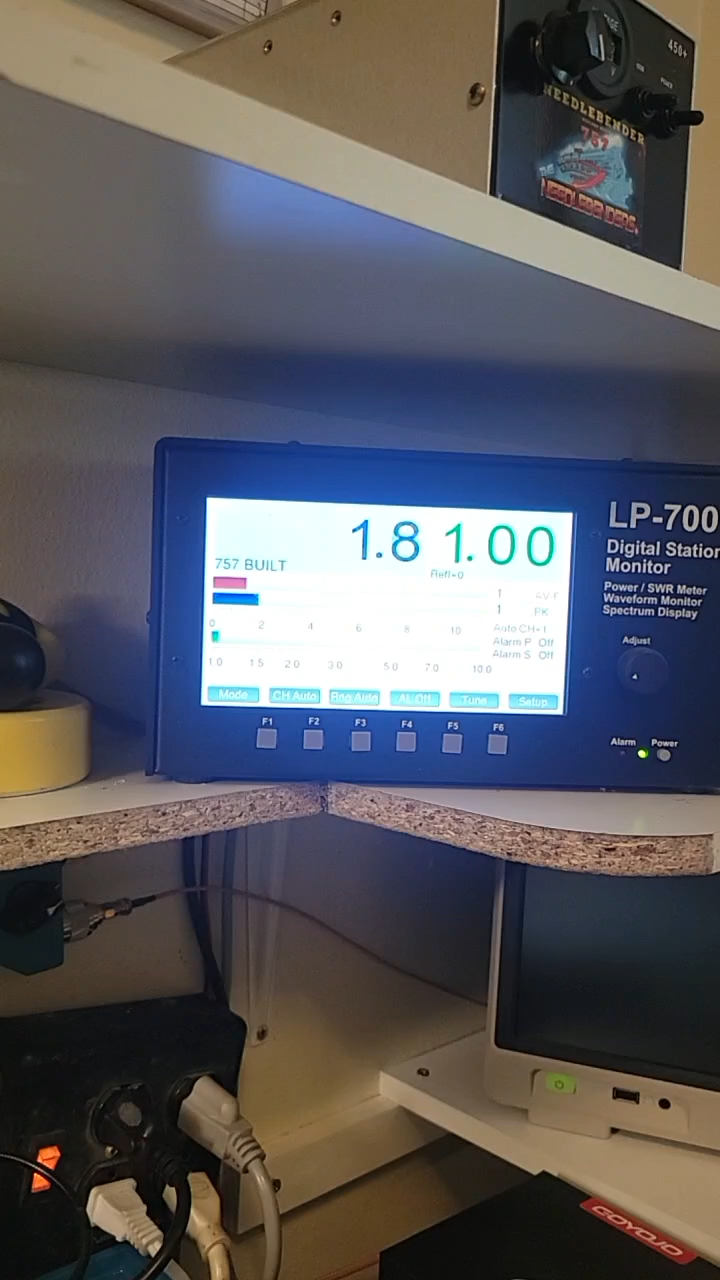 450+
NEEDLEBENDER
757
THE
NEEDLEBENDERS
LP-700
Digital Station
Monitor
Power / SWR Meter
Waveform Monitor
Spectrum Display
Adjust
Alarm Power
1.8 1.00
757 BUILT
Refl=0
1
1 PK
0 2 4 6 8 10
Auto CH=1
Alarm P Off
Alarm S Off
1.0 1.5 2.0 3.0 5.0 7.0 10.0
Mode CH Auto Rng Auto AL Off Tune Setup
F1 F2 F3 F4 F5 F6
GOYOJO